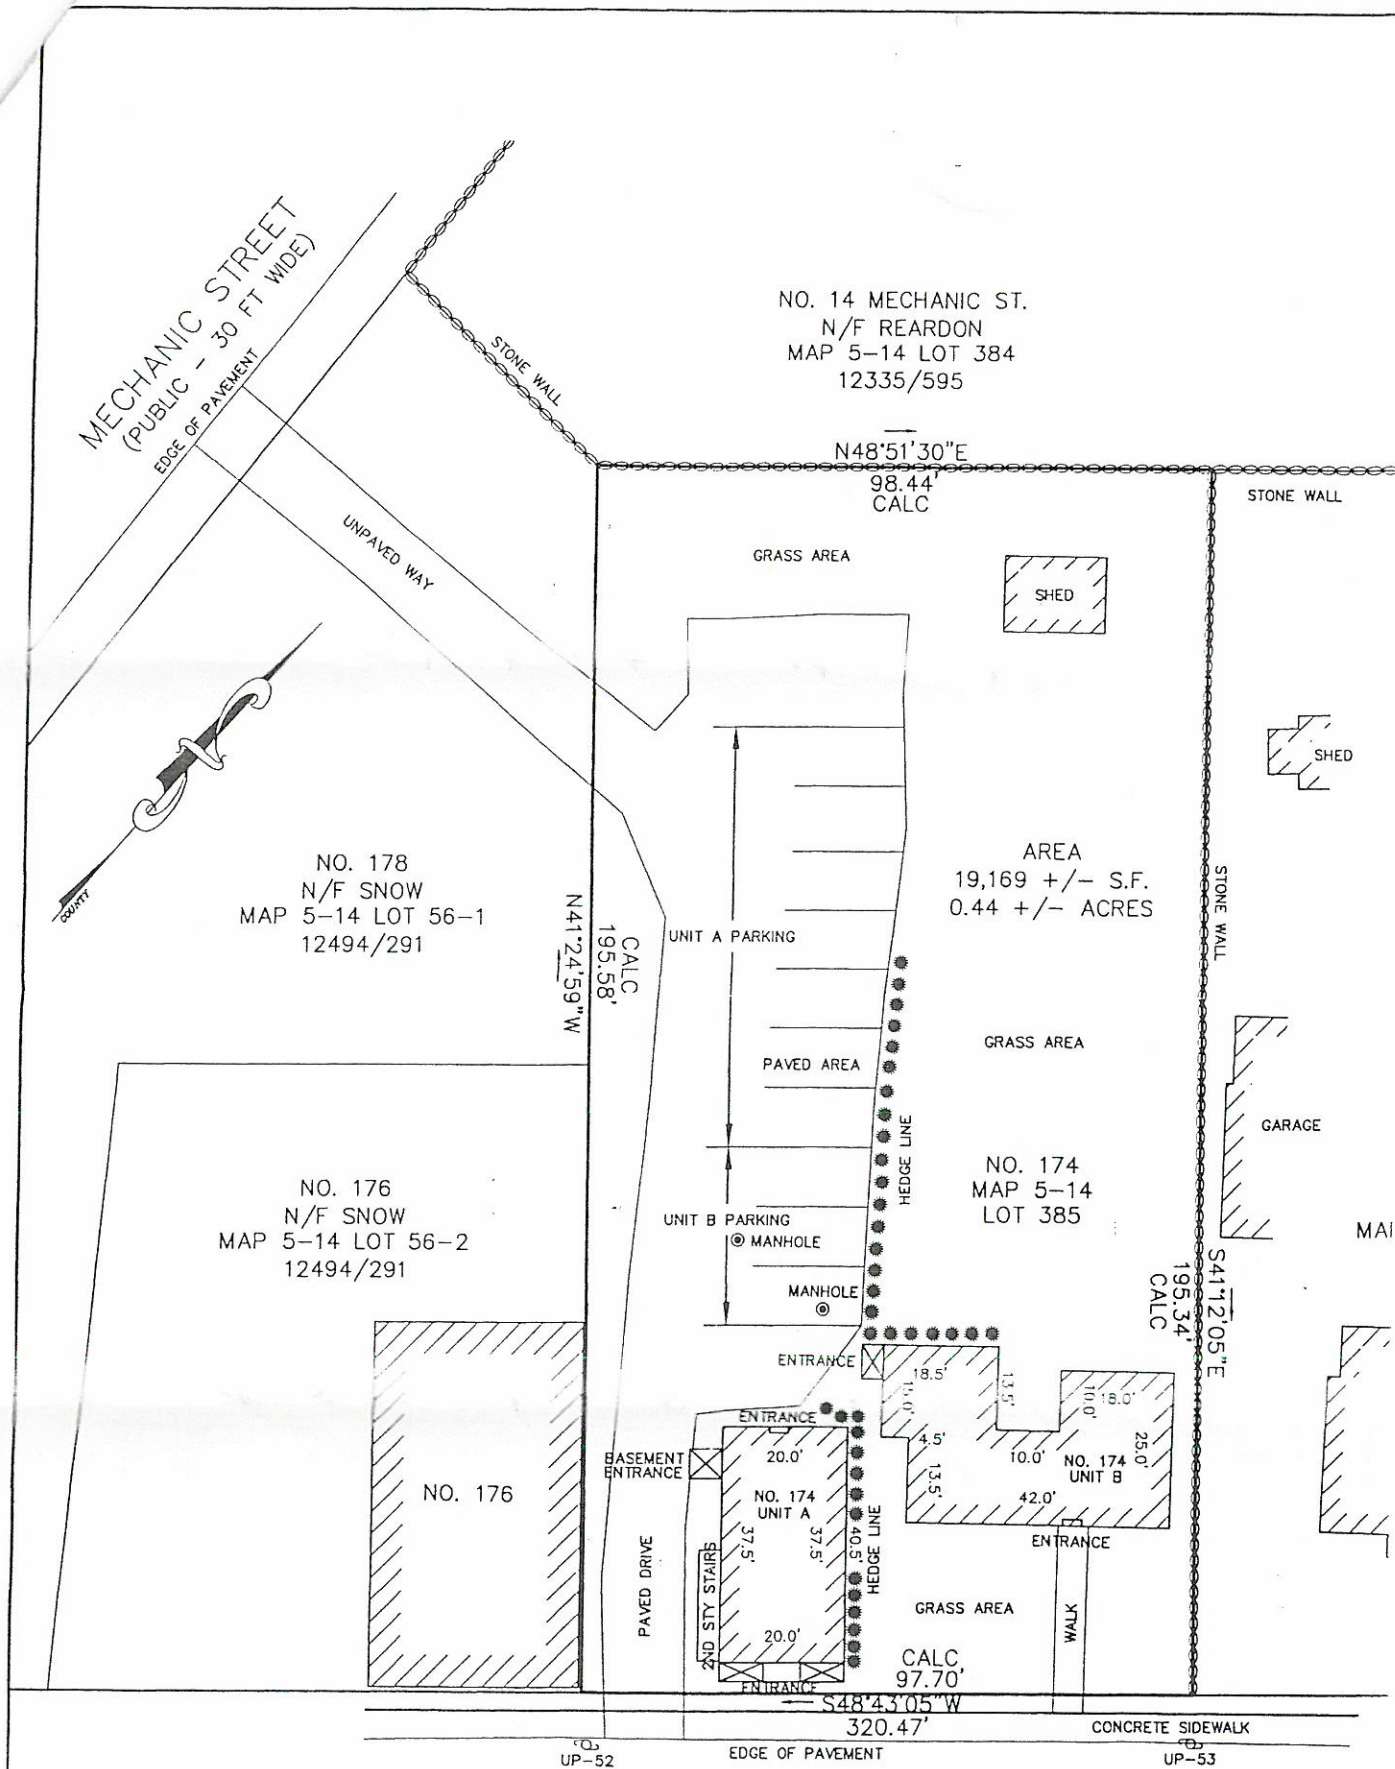 MECHANIC STREET
(PUBLIC - 30 FT WIDE)
EDGE OF PAVEMENT
STONE WALL
NO. 14 MECHANIC ST.
N/F REARDON
MAP 5-14 LOT 384
12335/595
N48°51'30"E
98.44'
CALC
STONE WALL
UNPAVED WAY
GRASS AREA
SHED
SHED
COUNTY
NO. 178
N/F SNOW
MAP 5-14 LOT 56-1
12494/291
N41°24'59"W
195.58'
CALC
UNIT A PARKING
AREA
19,169 +/- S.F.
0.44 +/- ACRES
STONE WALL
GRASS AREA
PAVED AREA
HEDGE LINE
GARAGE
NO. 174
MAP 5-14
LOT 385
NO. 176
N/F SNOW
MAP 5-14 LOT 56-2
12494/291
UNIT B PARKING
MANHOLE
MANHOLE
MAI
S41°12'05"E
195.34'
CALC
ENTRANCE
18.5'
13.5'
10.0'
18.0'
4.5'
13.5'
10.0'
25.0'
NO. 174
UNIT B
42.0'
ENTRANCE
ENTRANCE
BASEMENT
ENTRANCE
20.0'
NO. 174
UNIT A
37.5'
37.5'
40.5'
HEDGE LINE
NO. 176
PAVED DRIVE
2ND STY STAIRS
20.0'
ENTRANCE
GRASS AREA
WALK
CALC
97.70'
S48°43'05"W
320.47'
CONCRETE SIDEWALK
EDGE OF PAVEMENT
UP-52
UP-53